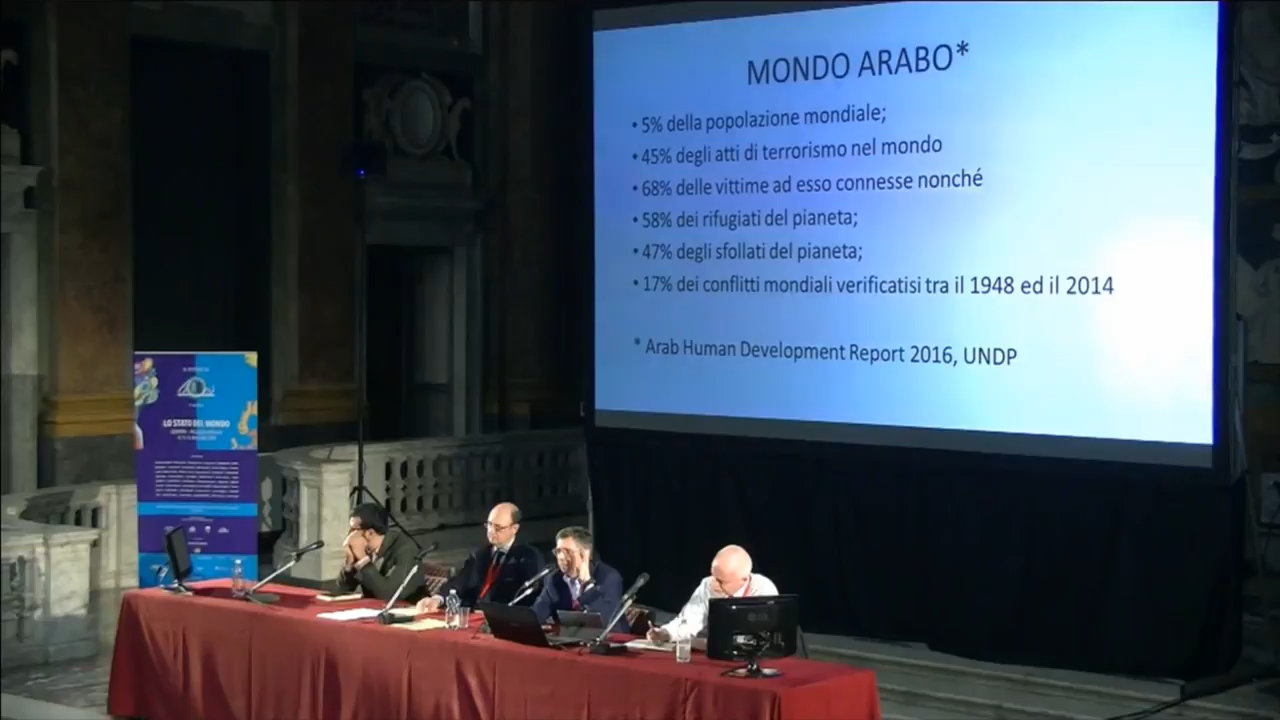 MONDO ARABO*
• 5% della popolazione mondiale;
• 45% degli atti di terrorismo nel mondo
• 68% delle vittime ad esso connesse nonché
• 58% dei rifugiati del pianeta;
• 47% degli sfollati del pianeta;
• 17% dei conflitti mondiali verificatisi tra il 1948 ed il 2014
* Arab Human Development Report 2016, UNDP
LO STATO DEL MONDO